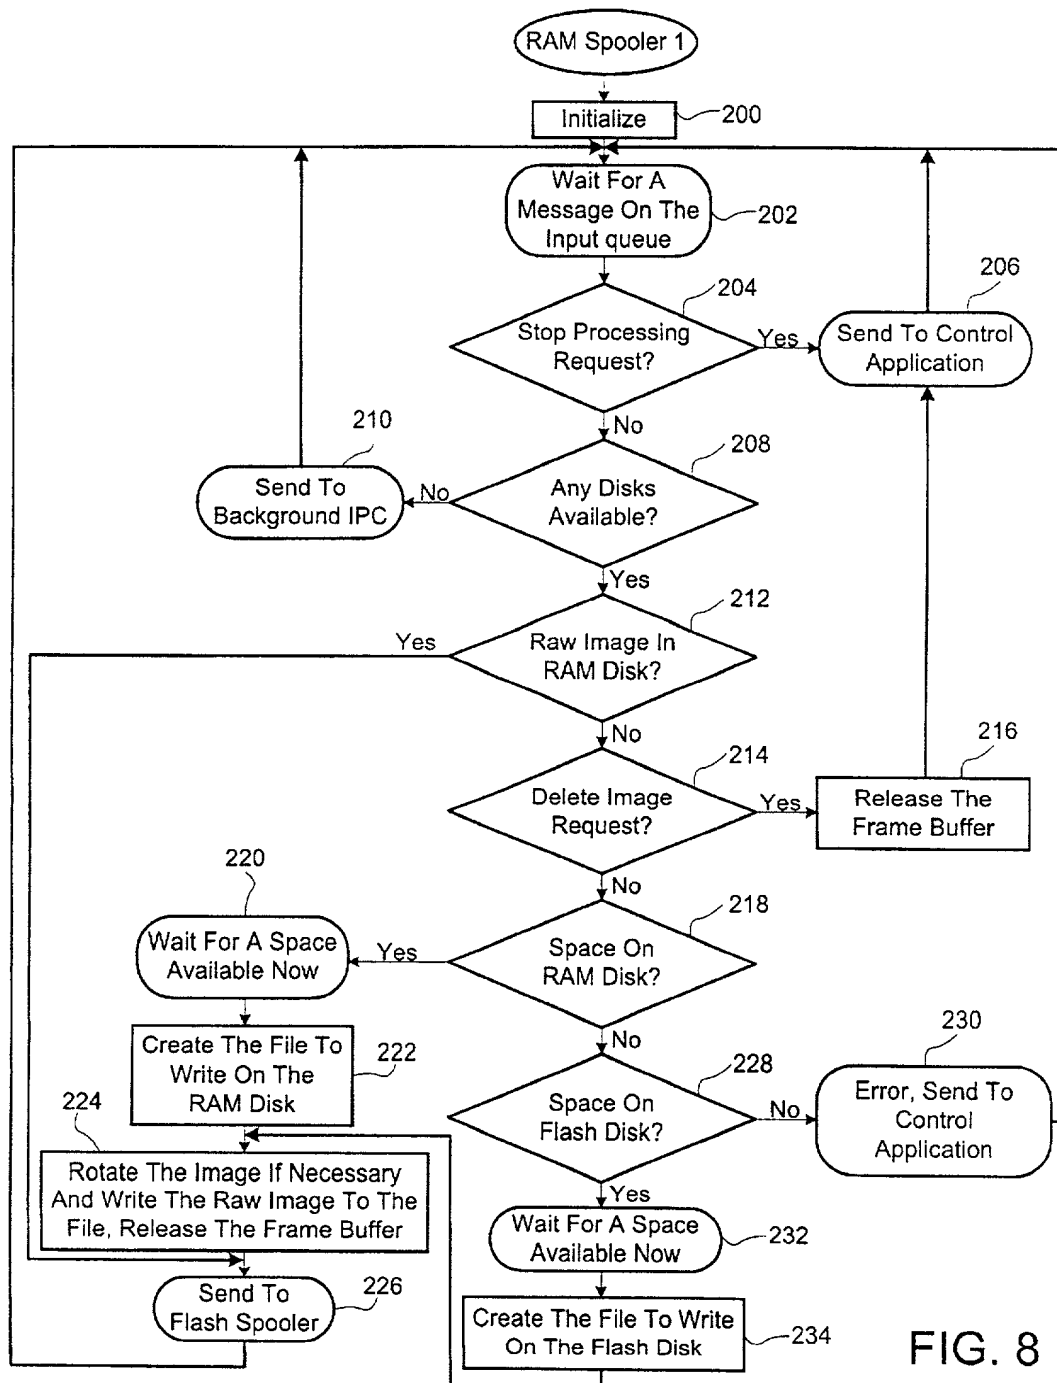 RAM Spooler 1
Initialize
200
Wait For A
Message On The
Input queue
202
204
Stop Processing
Request?
Yes
206
Send To Control
Application
No
210
Send To
Background IPC
No
208
Any Disks
Available?
Yes
212
Yes
Raw Image In
RAM Disk?
No
214
Delete Image
Request?
Yes
216
Release The
Frame Buffer
No
220
Wait For A Space
Available Now
Yes
218
Space On
RAM Disk?
No
Create The File To
Write On The
RAM Disk
222
228
Space On
Flash Disk?
No
230
Error, Send To
Control
Application
224
Rotate The Image If Necessary
And Write The Raw Image To The
File, Release The Frame Buffer
Yes
Wait For A Space
Available Now
232
Send To
Flash Spooler
226
Create The File To Write
On The Flash Disk
234
FIG. 8